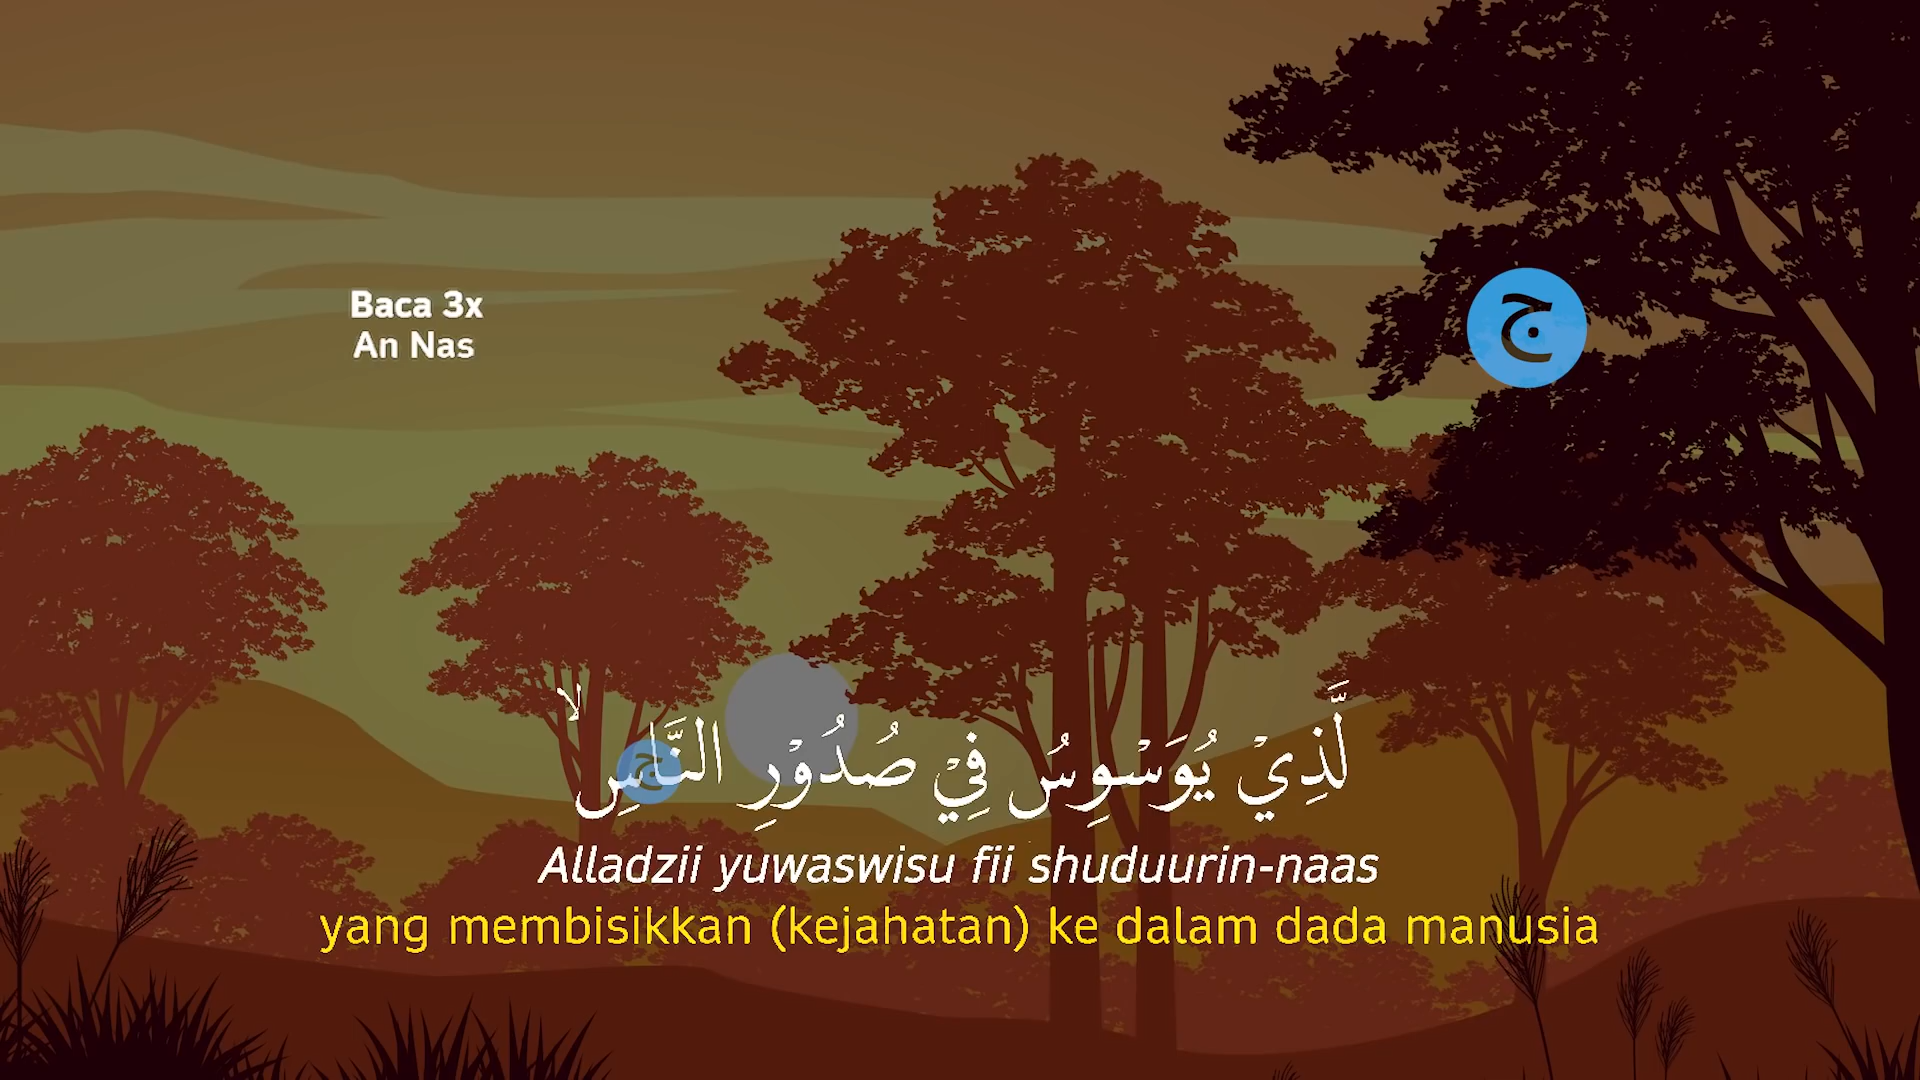 Baca 3x
An Nas
ج
لَّذِيْ يُوَسْوِسُ فِيْ صُدُوْرِ النَّاسِۙ
ج
Alladzii yuwaswisu fii shuduurin-naas
yang membisikkan (kejahatan) ke dalam dada manusia